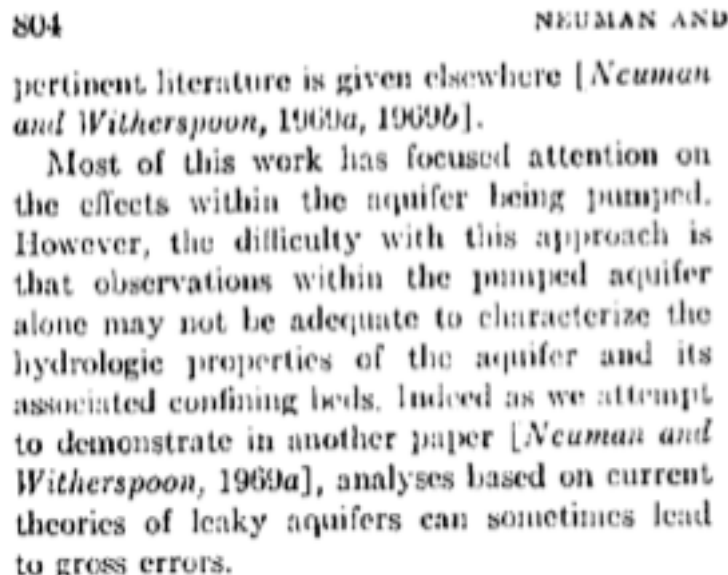 804
NEUMAN AND
pertinent literature is given elsewhere [Neuman
and Witherspoon, 1969a, 1969b].
Most of this work has focused attention on
the effects within the aquifer being pumped.
However, the difficulty with this approach is
that observations within the pumped aquifer
alone may not be adequate to characterize the
hydrologic properties of the aquifer and its
associated confining beds. Indeed as we attempt
to demonstrate in another paper [Neuman and
Witherspoon, 1969a], analyses based on current
theories of leaky aquifers can sometimes lead
to gross errors.